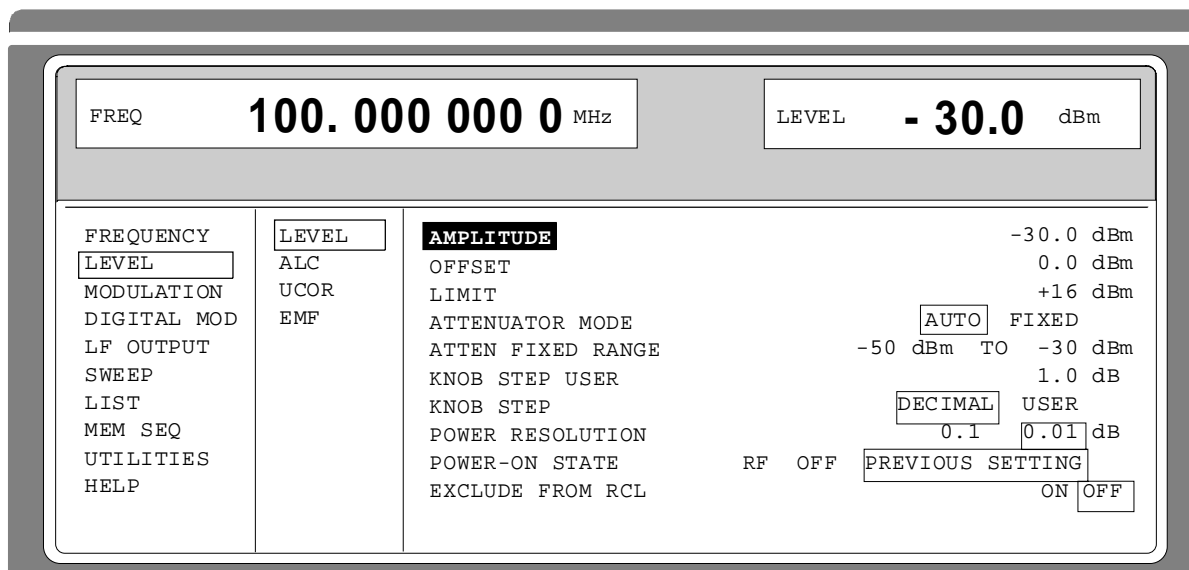 FREQ 100. 000 000 0 MHz LEVEL - 30.0 dBm
FREQUENCY LEVEL AMPLITUDE -30.0 dBm
LEVEL ALC OFFSET 0.0 dBm
MODULATION UCOR LIMIT +16 dBm
DIGITAL MOD EMF ATTENUATOR MODE AUTO FIXED
LF OUTPUT ATTEN FIXED RANGE -50 dBm TO -30 dBm
SWEEP KNOB STEP USER 1.0 dB
LIST KNOB STEP DECIMAL USER
MEM SEQ POWER RESOLUTION 0.1 0.01 dB
UTILITIES POWER-ON STATE RF OFF PREVIOUS SETTING
HELP EXCLUDE FROM RCL ON OFF